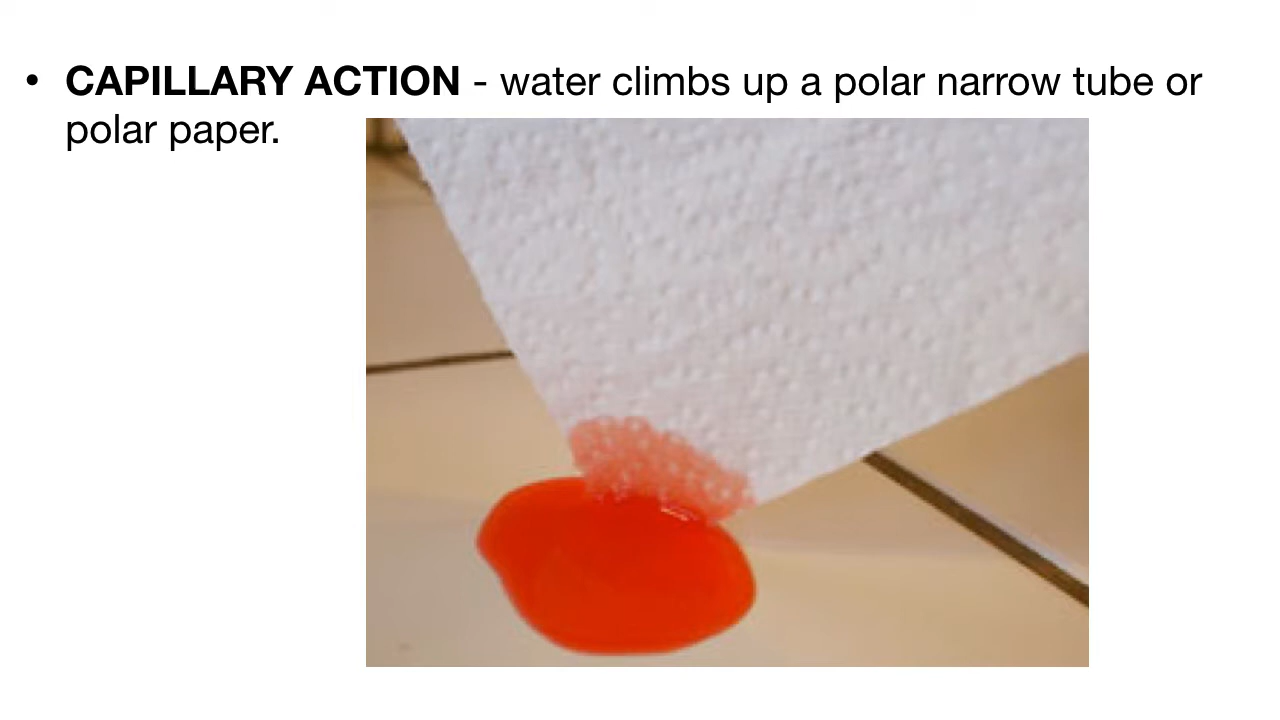 • CAPILLARY ACTION - water climbs up a polar narrow tube or
polar paper.